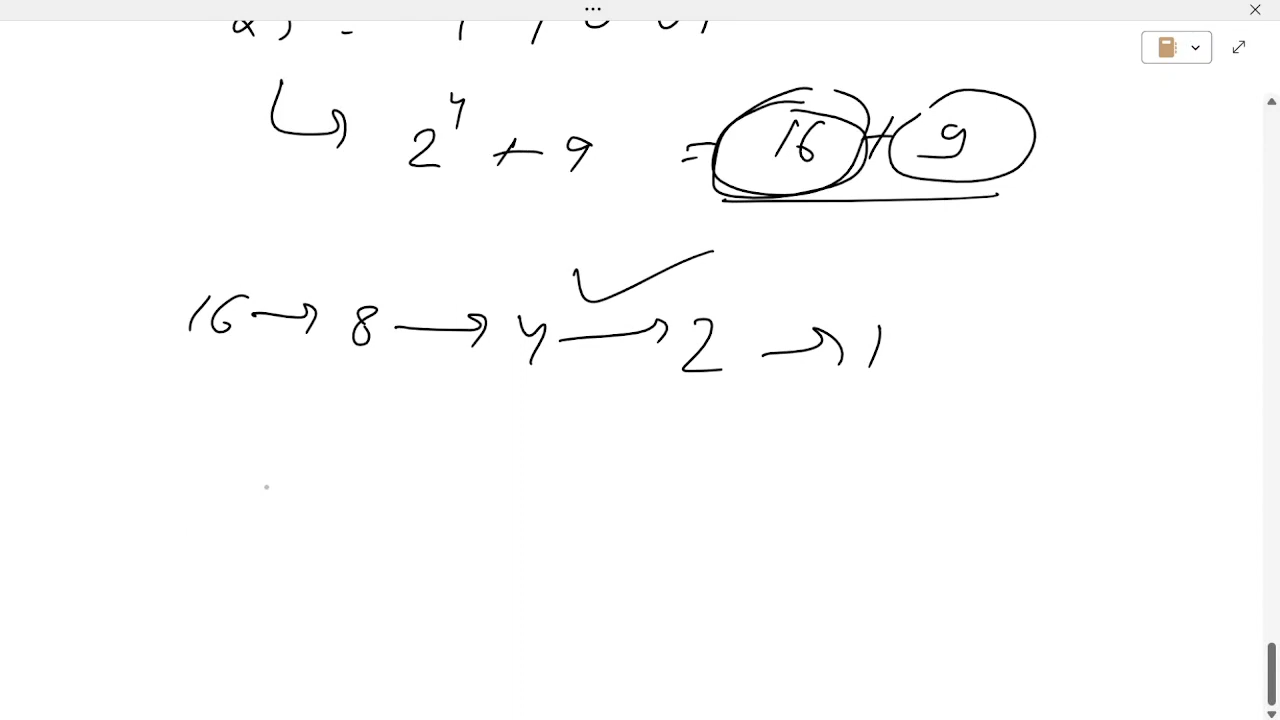 2⁴ + 9 = 16 + 9
16 → 8 → 4 → 2 → 1